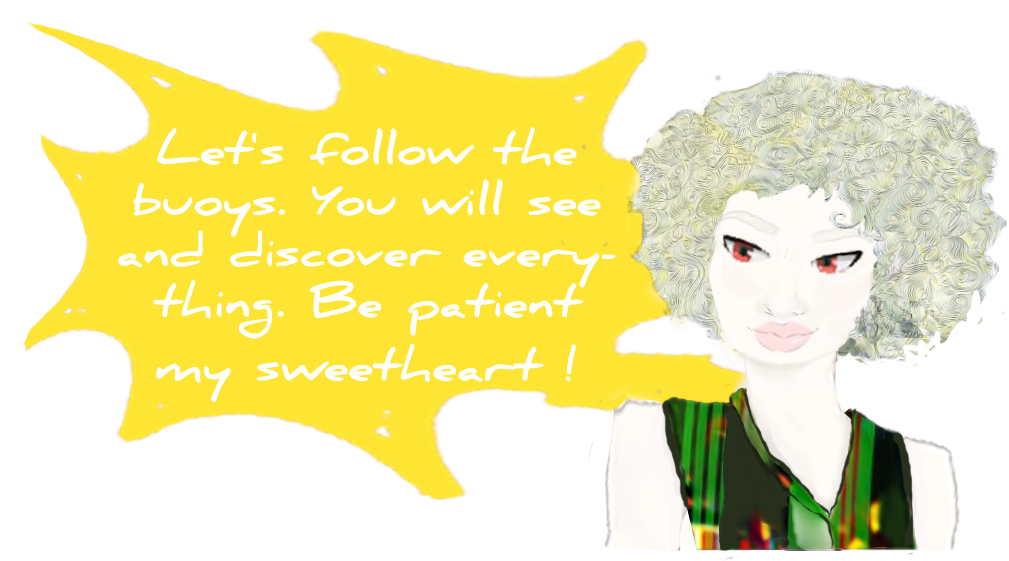 Let's follow the
buoys. You will see
and discover every-
thing. Be patient
my sweetheart !